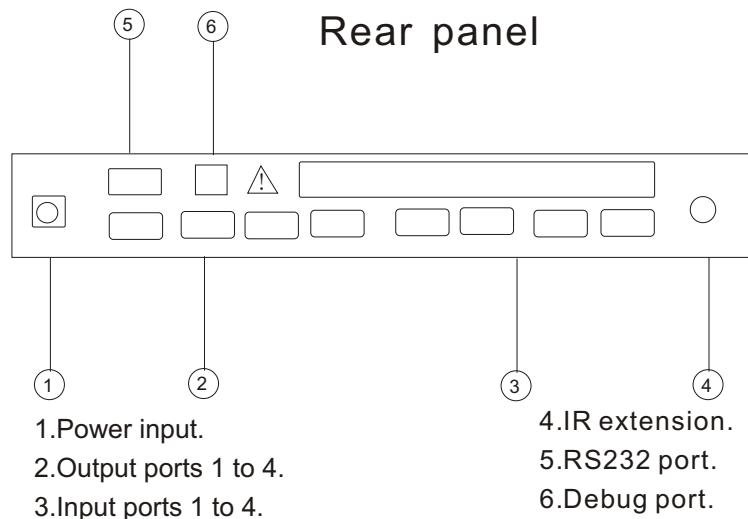 Rear panel
5
6
!
1
2
3
4
1.Power input.
2.Output ports 1 to 4.
3.Input ports 1 to 4.
4.IR extension.
5.RS232 port.
6.Debug port.